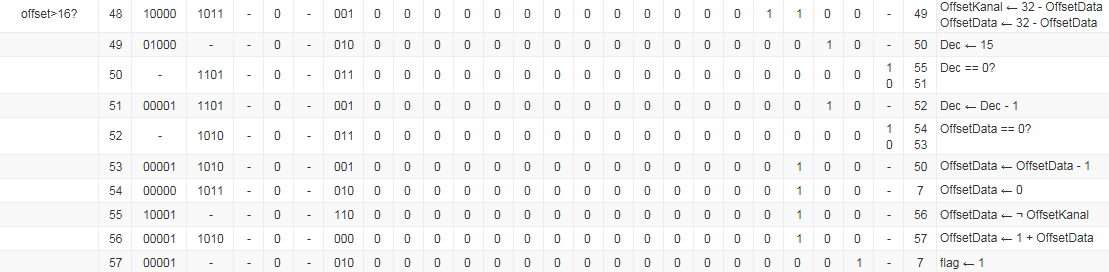 offset>16? 48 10000 1011 - 0 - 001 0 0 0 0 0 0 0 0 0 0 0 0 0 1 1 0 0 - 49 OffsetKanal ← 32 - OffsetData
OffsetData ← 32 - OffsetData
49 01000 - - 0 - 010 0 0 0 0 0 0 0 0 0 0 0 0 0 0 0 1 0 - 50 Dec ← 15
50 - 1101 - 0 - 011 0 0 0 0 0 0 0 0 0 0 0 0 0 0 0 0 0 1 55 Dec == 0?
0 51
51 00001 1101 - 0 - 001 0 0 0 0 0 0 0 0 0 0 0 0 0 0 0 1 0 - 52 Dec ← Dec - 1
52 - 1010 - 0 - 011 0 0 0 0 0 0 0 0 0 0 0 0 0 0 0 0 0 1 54 OffsetData == 0?
0 53
53 00001 1010 - 0 - 001 0 0 0 0 0 0 0 0 0 0 0 0 0 0 1 0 0 - 50 OffsetData ← OffsetData - 1
54 00000 1011 - 0 - 010 0 0 0 0 0 0 0 0 0 0 0 0 0 0 1 0 0 - 7 OffsetData ← 0
55 10001 - - 0 - 110 0 0 0 0 0 0 0 0 0 0 0 0 0 0 1 0 0 - 56 OffsetData ← ¬ OffsetKanal
56 00001 1010 - 0 - 000 0 0 0 0 0 0 0 0 0 0 0 0 0 0 1 0 0 - 57 OffsetData ← 1 + OffsetData
57 00001 - - 0 - 010 0 0 0 0 0 0 0 0 0 0 0 0 0 0 0 0 1 - 7 flag ← 1